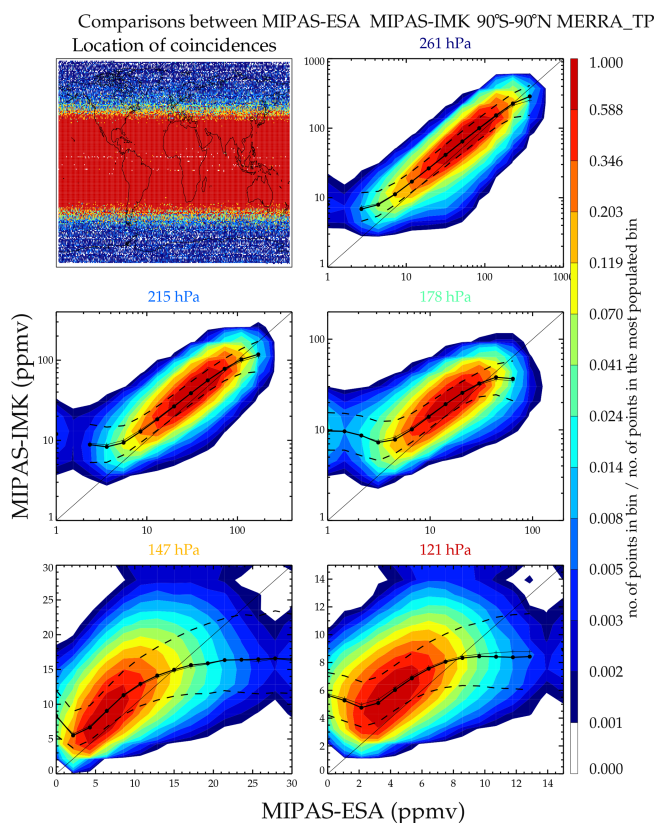 Comparisons between MIPAS-ESA MIPAS-IMK 90°S-90°N MERRA_TP
Location of coincidences
261 hPa
1000
100
10
1
1 10 100 1000
215 hPa
100
10
1
1 10 100
178 hPa
100
10
1
1 10 100
147 hPa
30
25
20
15
10
5
0
0 5 10 15 20 25 30
121 hPa
14
12
10
8
6
4
2
0
0 2 4 6 8 10 12 14
MIPAS-IMK (ppmv)
MIPAS-ESA (ppmv)
1.000
0.588
0.346
0.203
0.119
0.070
0.041
0.024
0.014
0.008
0.005
0.003
0.002
0.001
0.000
no. of points in bin / no. of points in the most populated bin